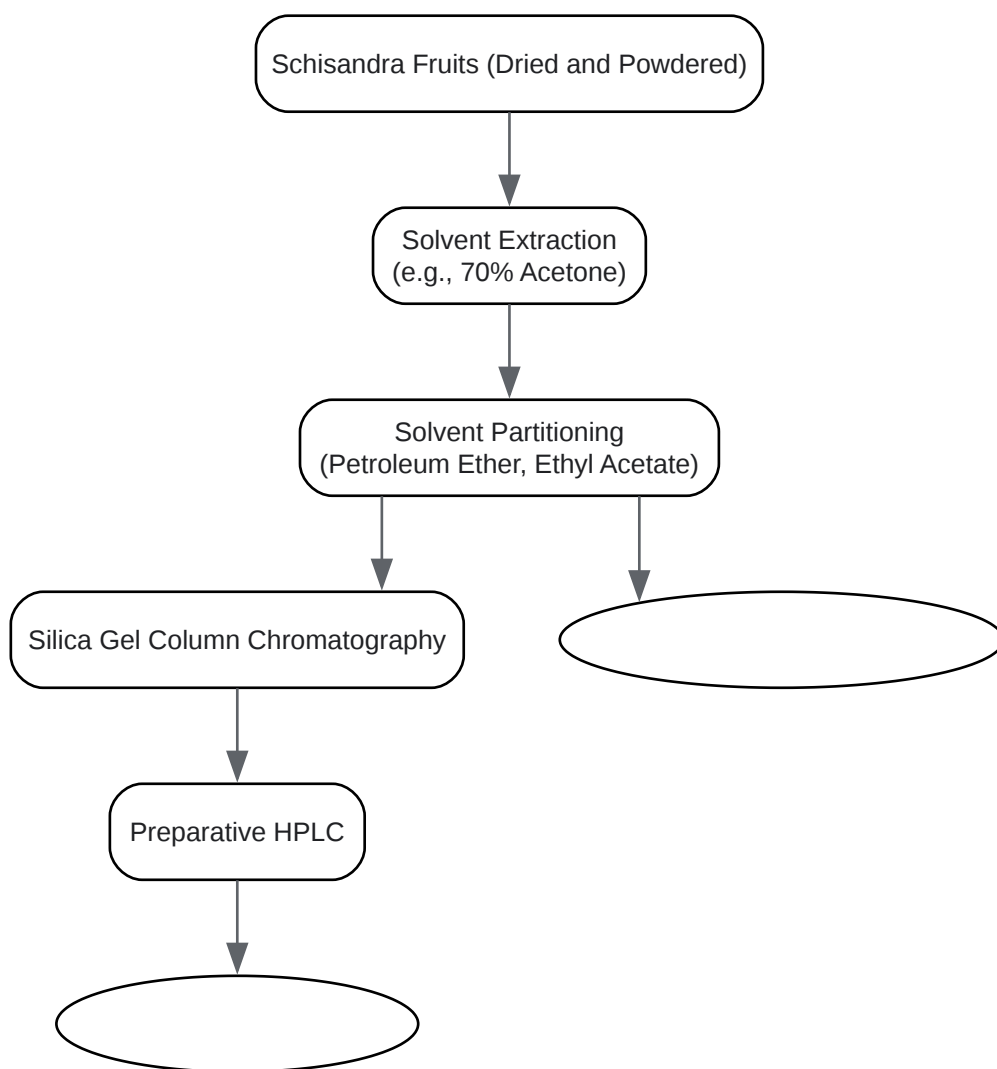 Schisandra Fruits (Dried and Powdered)
Solvent Extraction
(e.g., 70% Acetone)
Solvent Partitioning
(Petroleum Ether, Ethyl Acetate)
Silica Gel Column Chromatography
Preparative HPLC